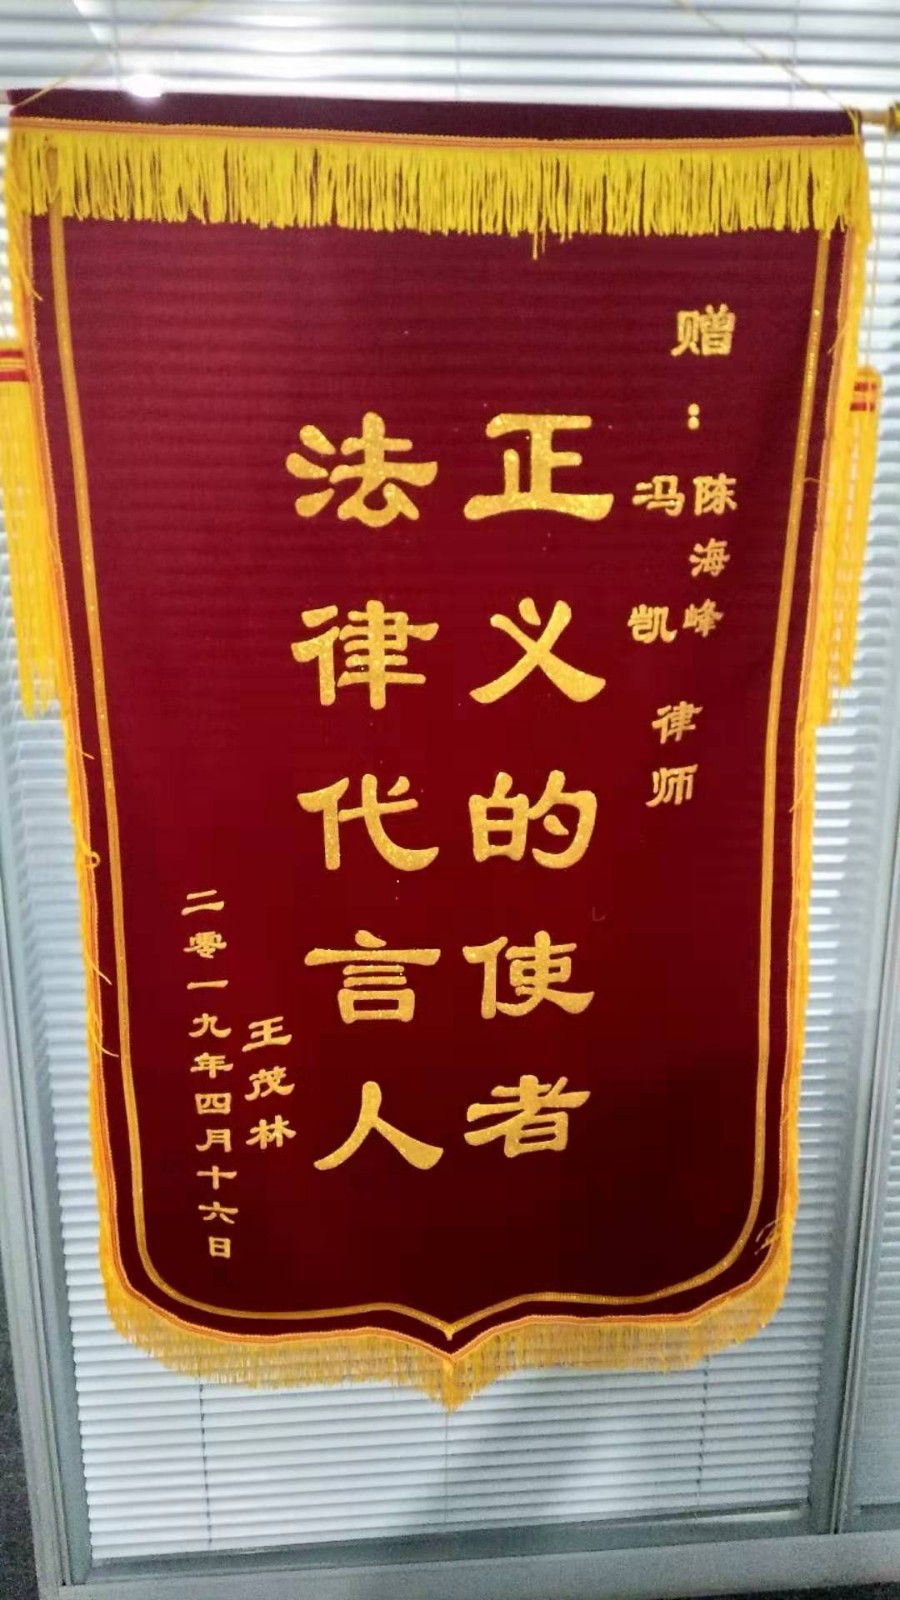 赠：陈海峰 律师
冯凯
正义的使者
法律代言人
王茂林
二零一九年四月十六日